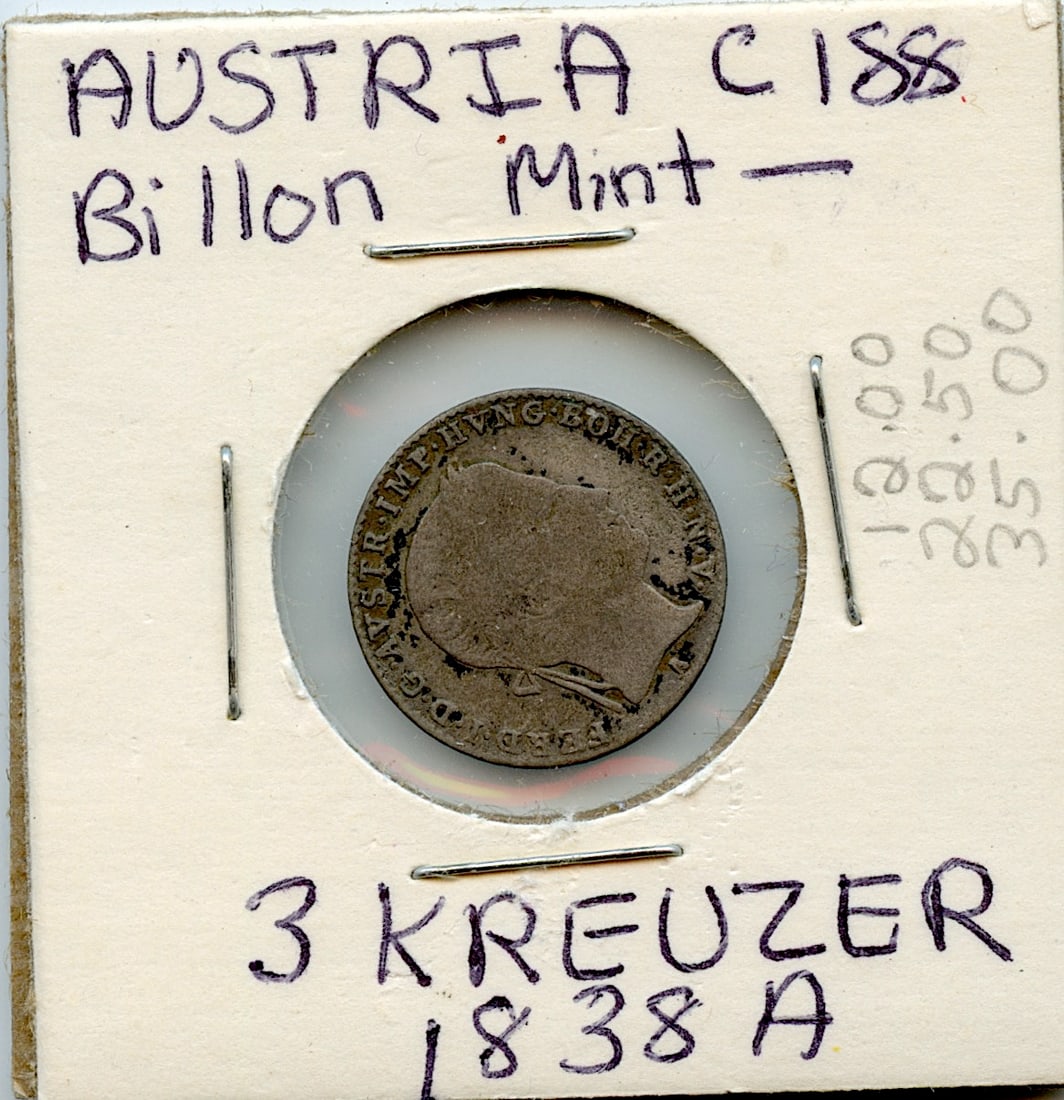 AUSTRIA C188
Billon Mint —
FERD·I·D·G·AVSTR·IMP·HVNG·BOH·R·H·N·V
12.00
22.50
35.00
3 KREUZER
1838 A